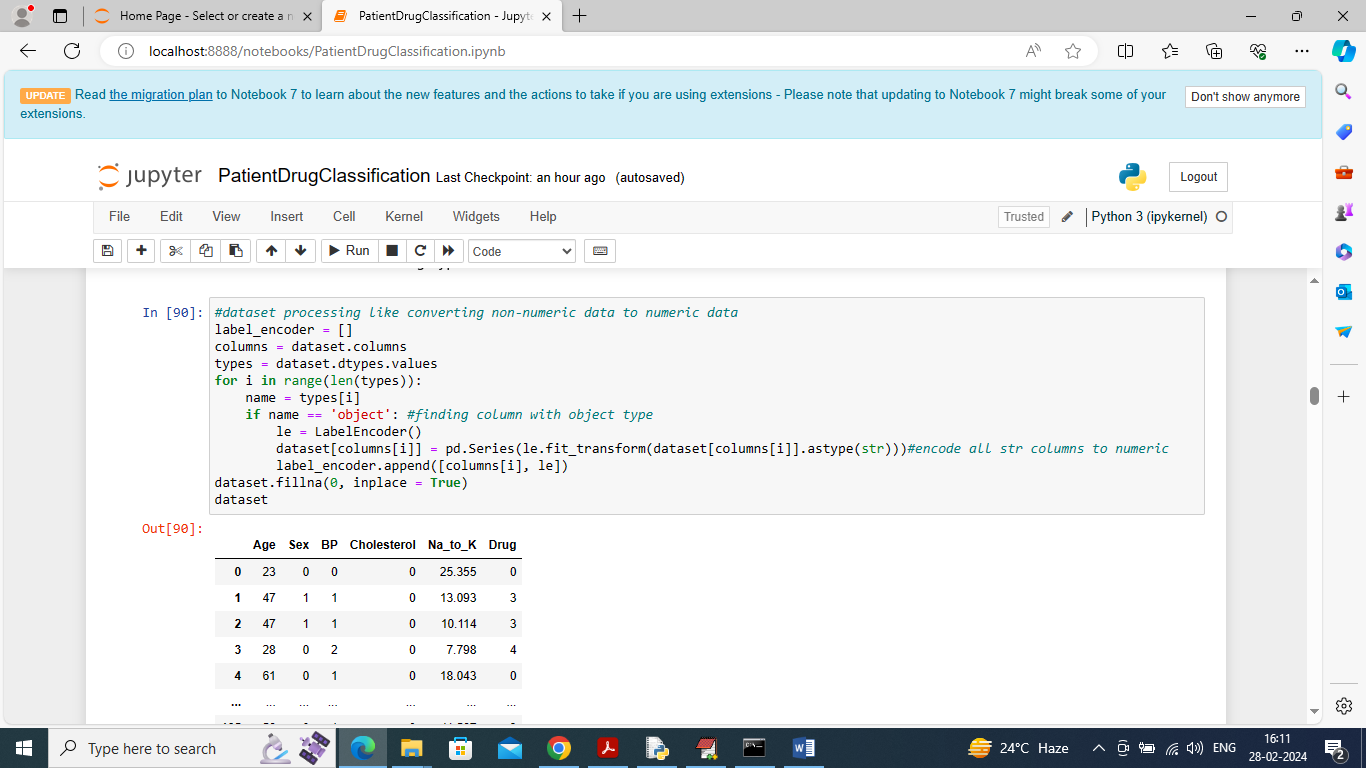 Home Page - Select or create a n
PatientDrugClassification - Jupyte
localhost:8888/notebooks/PatientDrugClassification.ipynb
UPDATE Read the migration plan to Notebook 7 to learn about the new features and the actions to take if you are using extensions - Please note that updating to Notebook 7 might break some of your
extensions.
Don't show anymore
jupyter PatientDrugClassification Last Checkpoint: an hour ago (autosaved)
Logout
File Edit View Insert Cell Kernel Widgets Help
Trusted Python 3 (ipykernel)
Run Code
In [90]:
#dataset processing like converting non-numeric data to numeric data
label_encoder = []
columns = dataset.columns
types = dataset.dtypes.values
for i in range(len(types)):
    name = types[i]
    if name == 'object': #finding column with object type
        le = LabelEncoder()
        dataset[columns[i]] = pd.Series(le.fit_transform(dataset[columns[i]].astype(str)))#encode all str columns to numeric
        label_encoder.append([columns[i], le])
dataset.fillna(0, inplace = True)
dataset
Out[90]:
Age Sex BP Cholesterol Na_to_K Drug
0 23 0 0 0 25.355 0
1 47 1 1 0 13.093 3
2 47 1 1 0 10.114 3
3 28 0 2 0 7.798 4
4 61 0 1 0 18.043 0
... ... ... ... ... ... ...
Type here to search
24°C Haze
ENG
16:11
28-02-2024
2